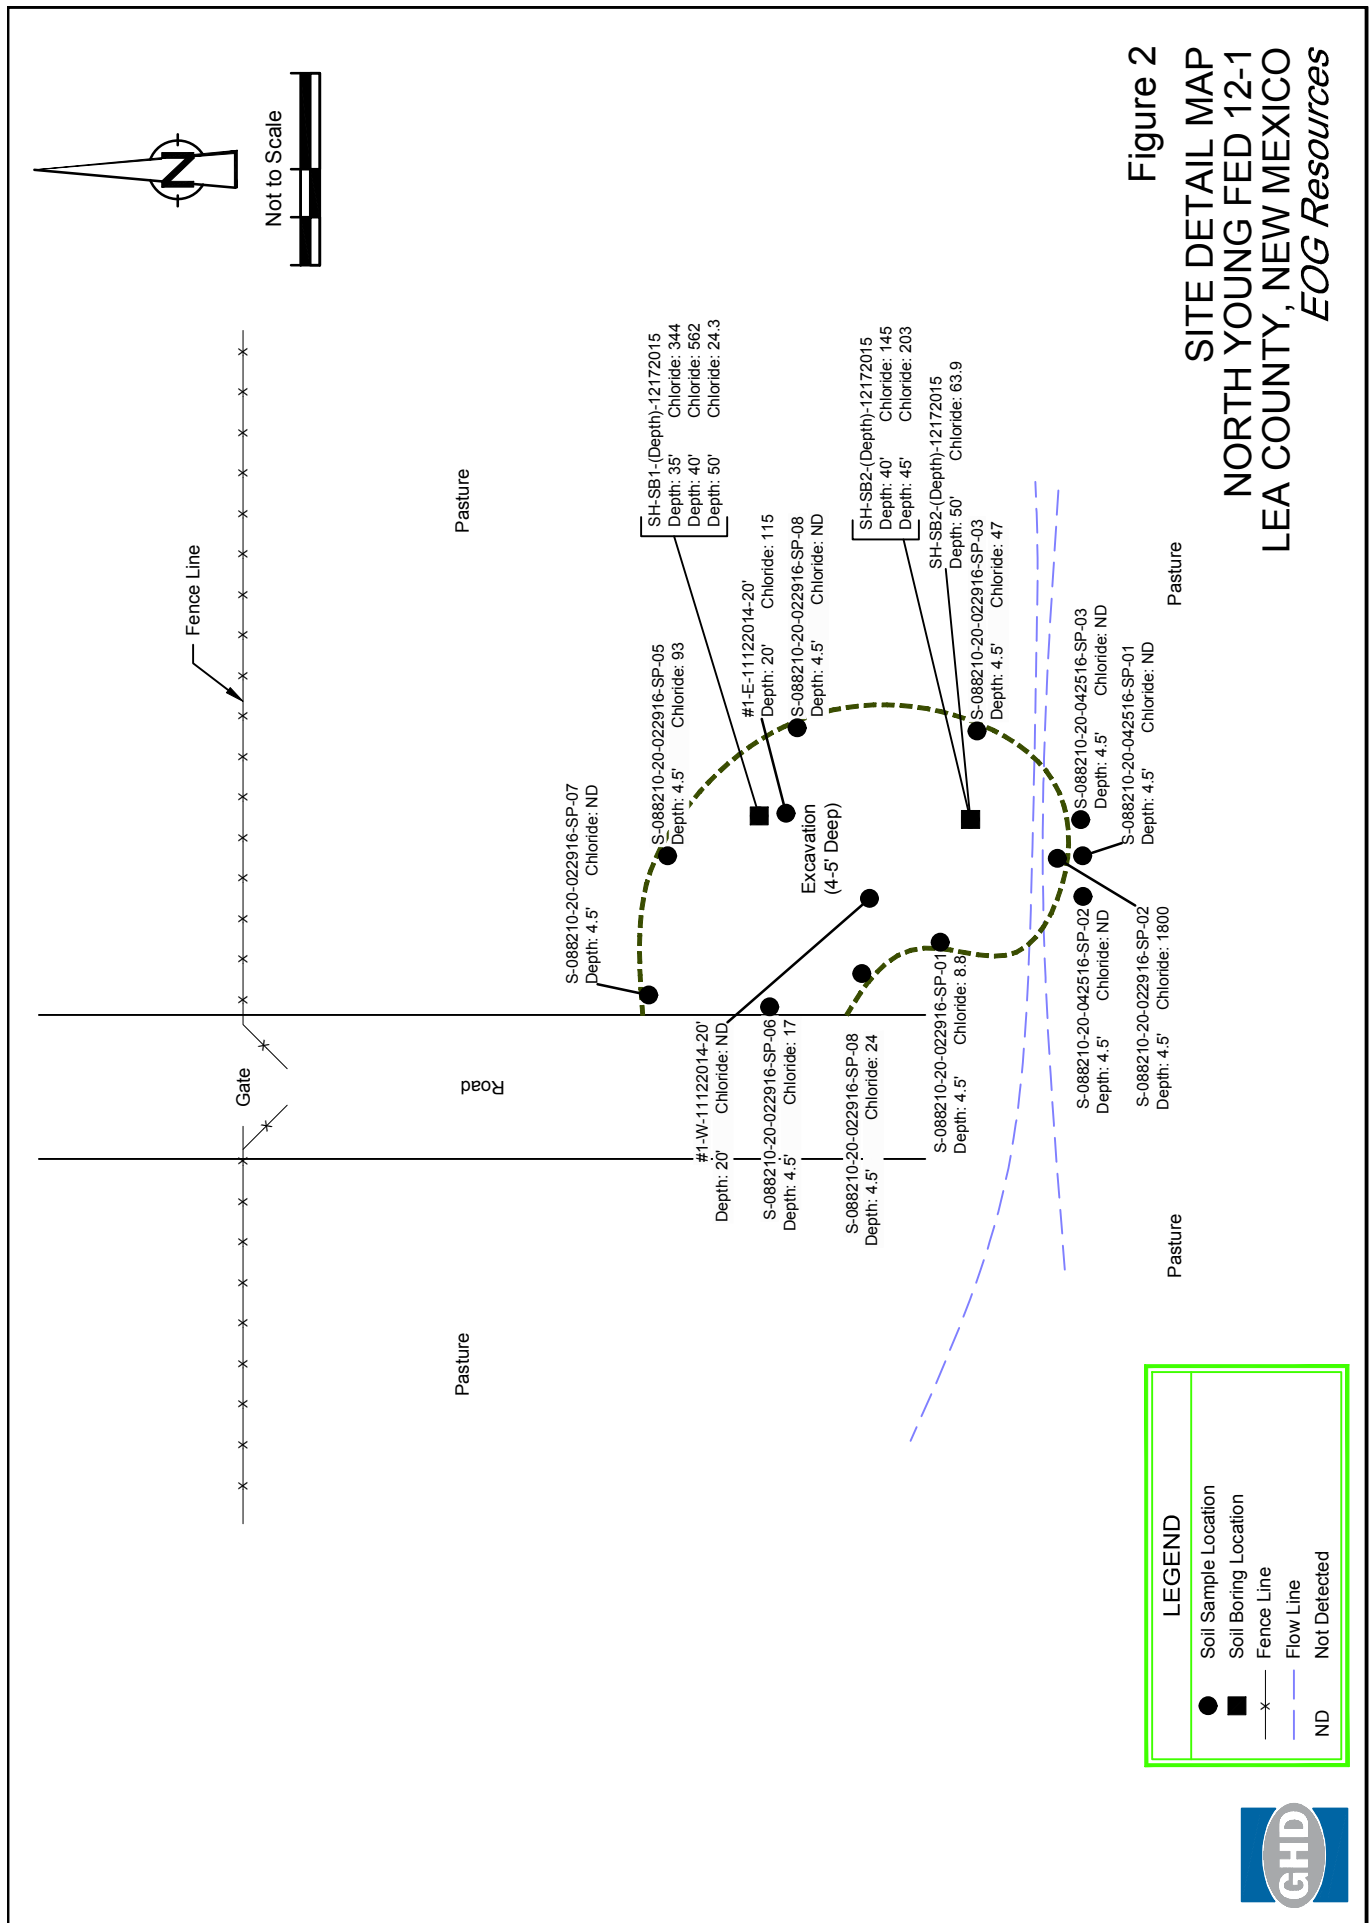 N
Not to Scale
Fence Line
Gate
Road
Pasture
Pasture
S-088210-20-022916-SP-07
Depth: 4.5' Chloride: ND
S-088210-20-022916-SP-05
Depth: 4.5' Chloride: 93
SH-SB1-(Depth)-12172015
Depth: 35' Chloride: 344
Depth: 40' Chloride: 562
Depth: 50' Chloride: 24.3
#1-E-11122014-20'
Depth: 20' Chloride: 115
S-088210-20-022916-SP-08
Depth: 4.5' Chloride: ND
Excavation
(4-5' Deep)
SH-SB2-(Depth)-12172015
Depth: 40' Chloride: 145
Depth: 45' Chloride: 203
SH-SB2-(Depth)-12172015
Depth: 50' Chloride: 63.9
S-088210-20-022916-SP-03
Depth: 4.5' Chloride: 47
#1-W-11122014-20'
Depth: 20' Chloride: ND
S-088210-20-022916-SP-06
Depth: 4.5' Chloride: 17
S-088210-20-022916-SP-08
Depth: 4.5' Chloride: 24
S-088210-20-022916-SP-01
Depth: 4.5' Chloride: 8.8
S-088210-20-042516-SP-03
Depth: 4.5' Chloride: ND
S-088210-20-042516-SP-01
Depth: 4.5' Chloride: ND
S-088210-20-042516-SP-02
Depth: 4.5' Chloride: ND
S-088210-20-022916-SP-02
Depth: 4.5' Chloride: 1800
Pasture
Pasture
LEGEND
Soil Sample Location
Soil Boring Location
x Fence Line
Flow Line
ND Not Detected
GHD
Figure 2
SITE DETAIL MAP
NORTH YOUNG FED 12-1
LEA COUNTY, NEW MEXICO
EOG Resources